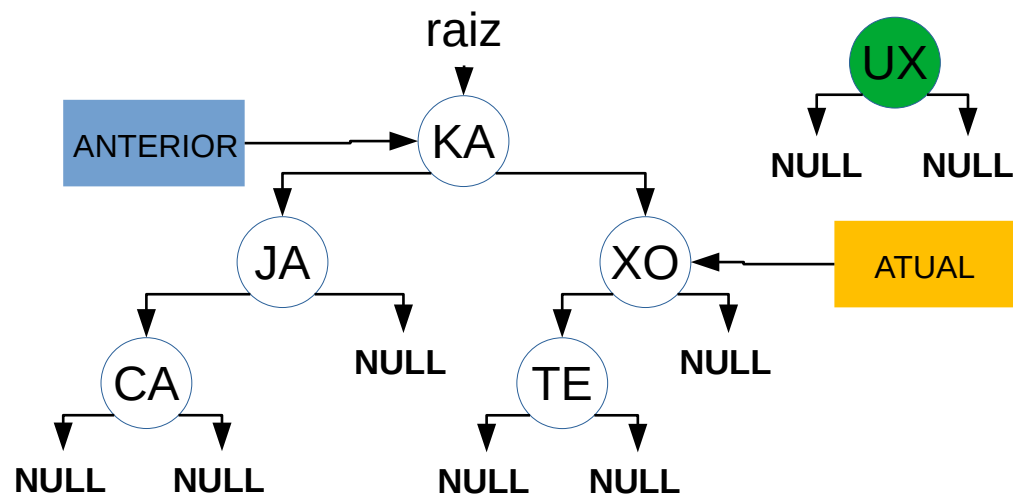 raiz
UX
ANTERIOR
KA
NULL
NULL
JA
XO
ATUAL
NULL
NULL
CA
TE
NULL
NULL
NULL
NULL